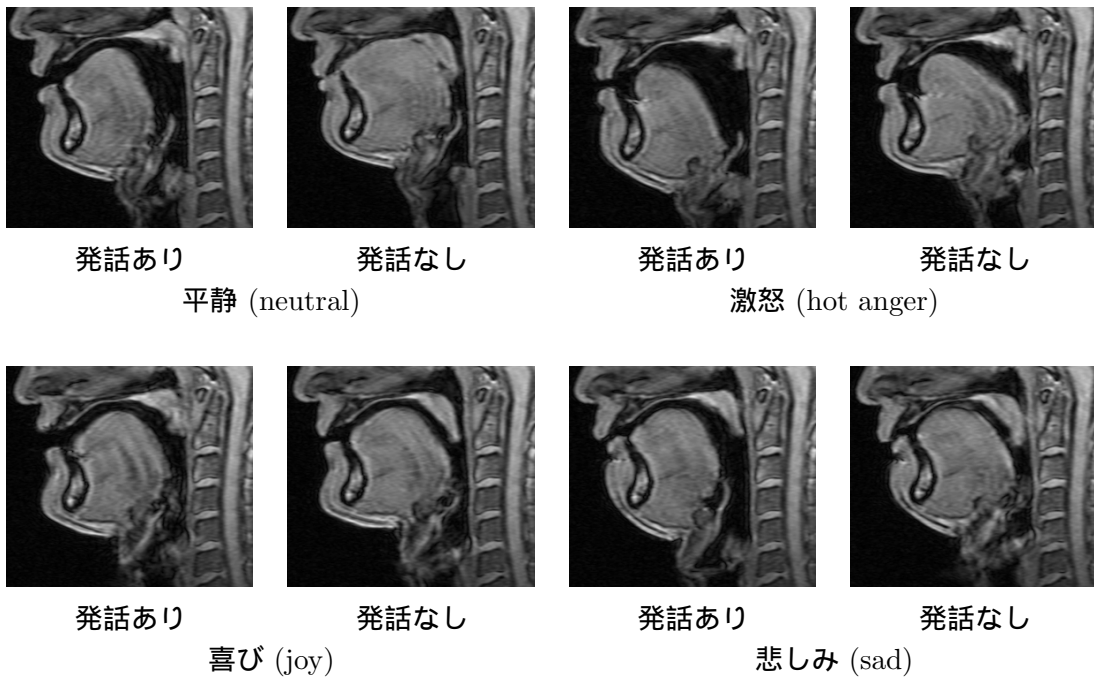 発話あり 発話なし 発話あり 発話なし
平静 (neutral) 激怒 (hot anger)
発話あり 発話なし 発話あり 発話なし
喜び (joy) 悲しみ (sad)